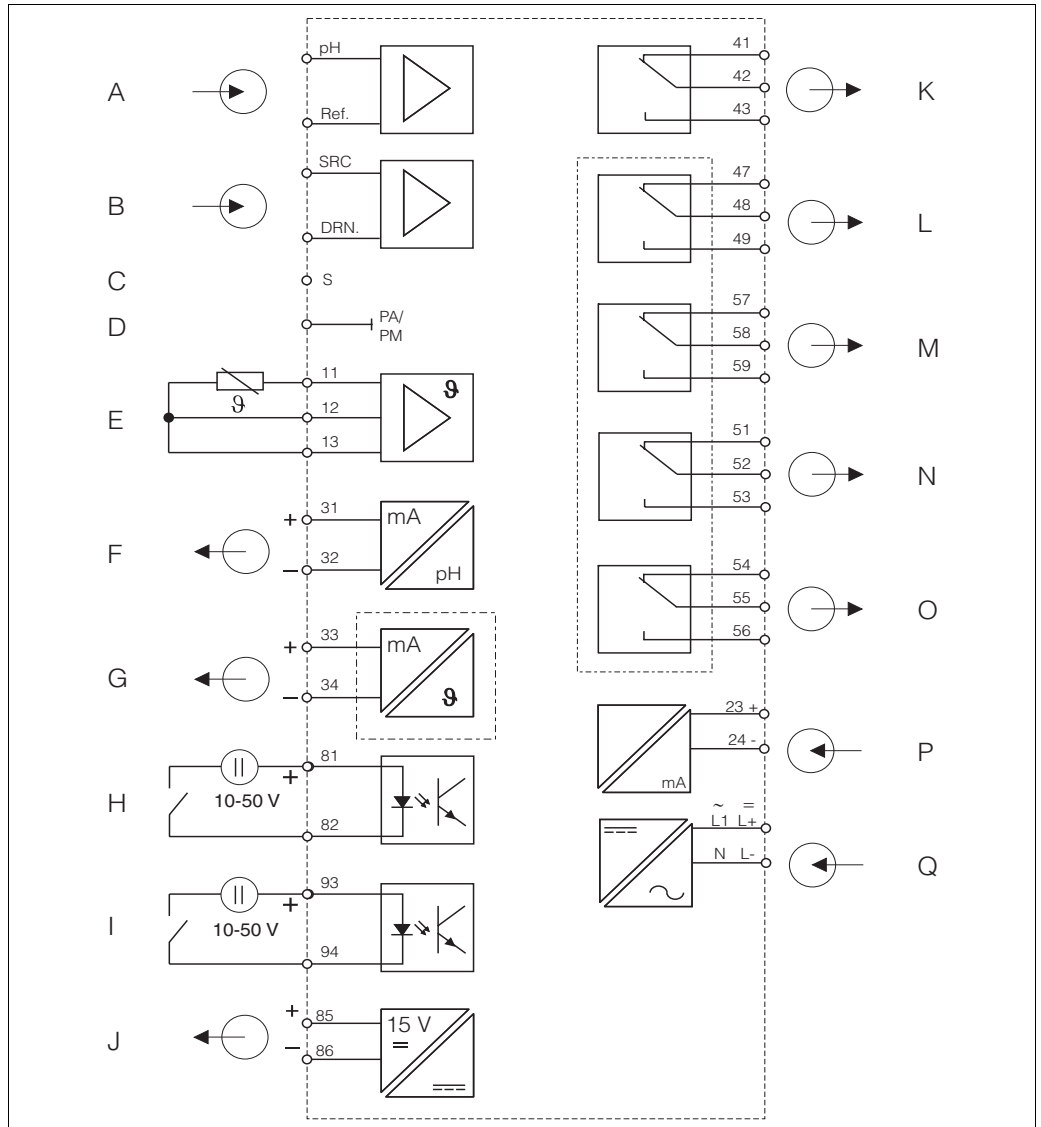 A
pH
Ref.
B
SRC
DRN.
C
S
D
PA/
PM
E
ϑ
11
12
13
ϑ
F
+
31
−
32
mA
pH
G
+
33
−
34
mA
ϑ
H
10-50 V
+
81
82
I
10-50 V
+
93
94
J
+
85
−
86
15 V
41
42
43
K
47
48
49
L
57
58
59
M
51
52
53
N
54
55
56
O
23 +
24 -
mA
P
~ =
L1 L+
N L-
Q